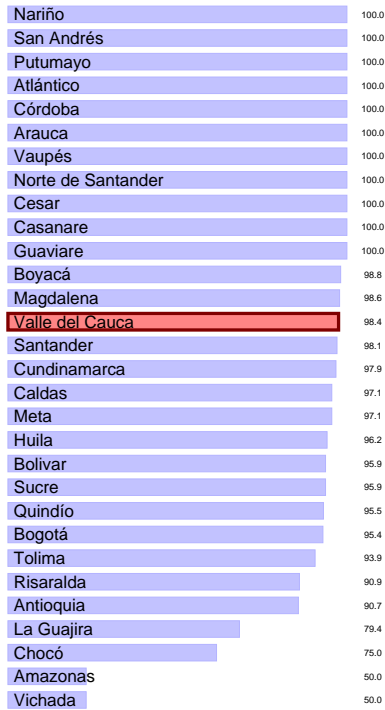 Nariño 100.0
San Andrés 100.0
Putumayo 100.0
Atlántico 100.0
Córdoba 100.0
Arauca 100.0
Vaupés 100.0
Norte de Santander 100.0
Cesar 100.0
Casanare 100.0
Guaviare 100.0
Boyacá 98.8
Magdalena 98.6
Valle del Cauca 98.4
Santander 98.1
Cundinamarca 97.9
Caldas 97.1
Meta 97.1
Huila 96.2
Bolivar 95.9
Sucre 95.9
Quindío 95.5
Bogotá 95.4
Tolima 93.9
Risaralda 90.9
Antioquia 90.7
La Guajira 79.4
Chocó 75.0
Amazonas 50.0
Vichada 50.0